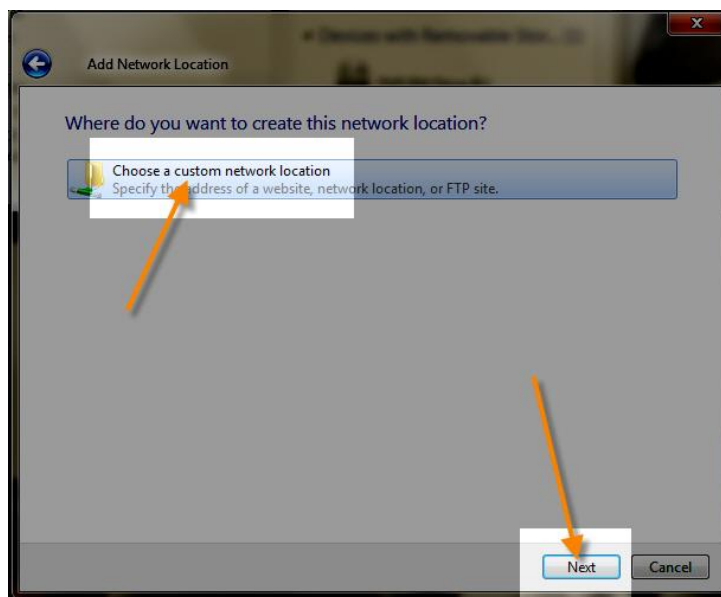 Add Network Location
Where do you want to create this network location?
Choose a custom network location
Specify the address of a website, network location, or FTP site.
Next
Cancel